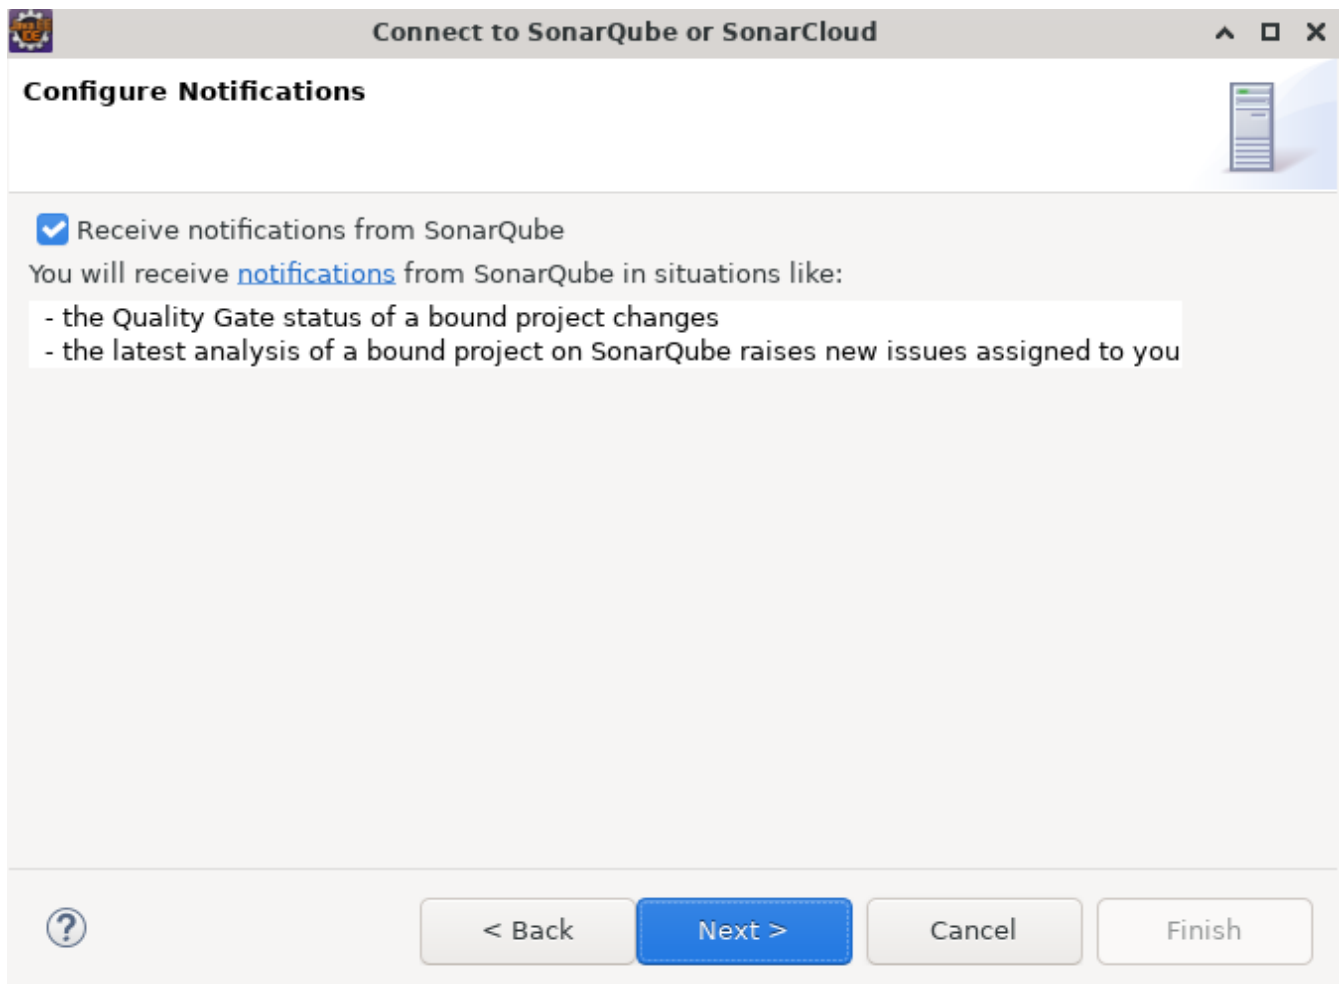 Connect to SonarQube or SonarCloud
Configure Notifications
Receive notifications from SonarQube
You will receive notifications from SonarQube in situations like:
- the Quality Gate status of a bound project changes
- the latest analysis of a bound project on SonarQube raises new issues assigned to you
?
< Back
Next >
Cancel
Finish